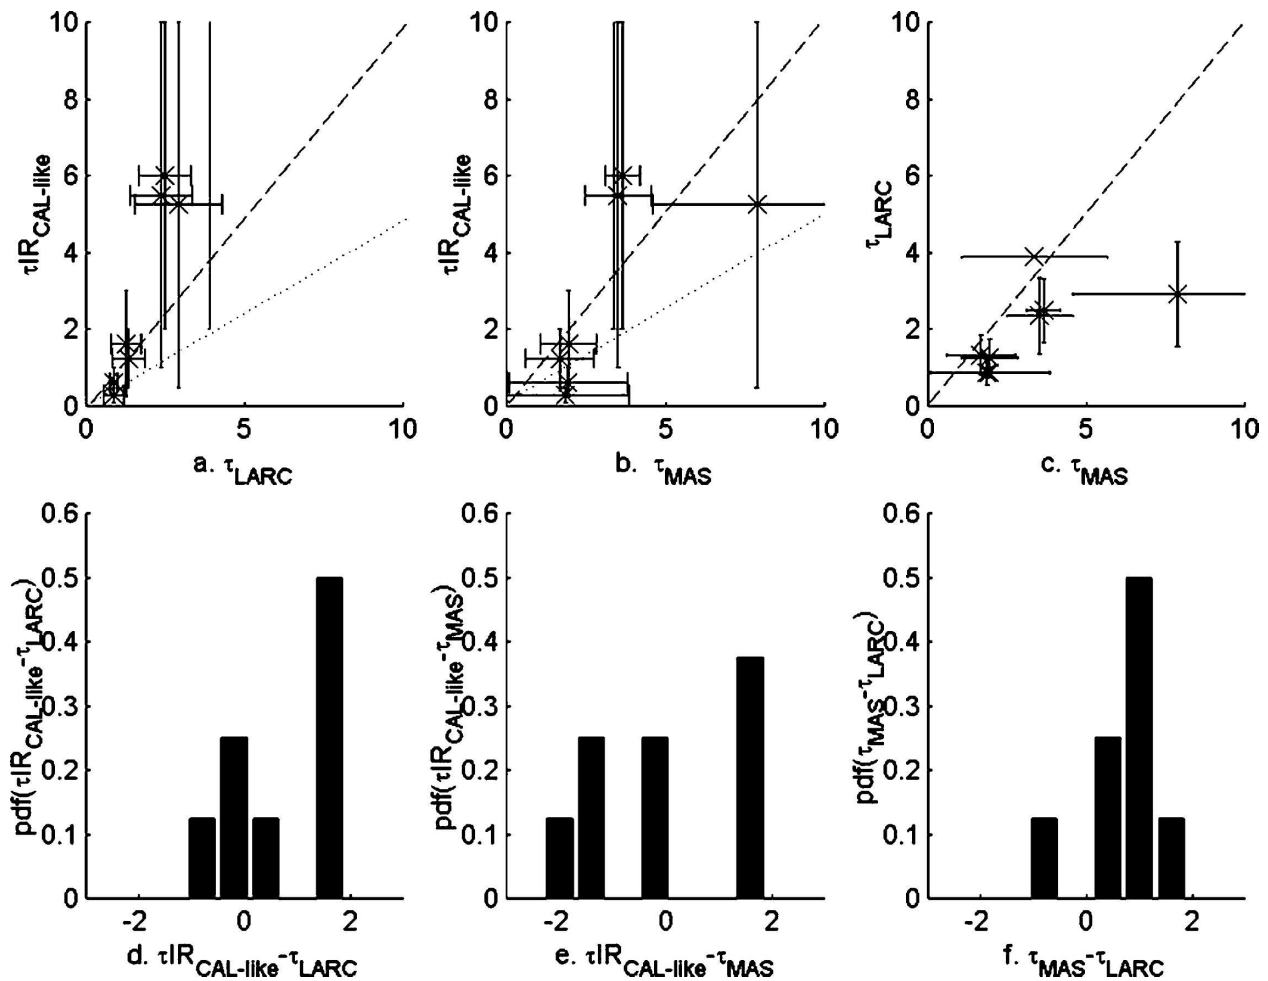 10
8
6
4
2
0
τIR_CAL-like
0 5 10
a. τ_LARC
10
8
6
4
2
0
τIR_CAL-like
0 5 10
b. τ_MAS
10
8
6
4
2
0
τ_LARC
0 5 10
c. τ_MAS
0.6
0.5
0.4
0.3
0.2
0.1
0
pdf(τIR_CAL-like-τ_LARC)
-2 0 2
d. τIR_CAL-like-τ_LARC
0.6
0.5
0.4
0.3
0.2
0.1
0
pdf(τIR_CAL-like-τ_MAS)
-2 0 2
e. τIR_CAL-like-τ_MAS
0.6
0.5
0.4
0.3
0.2
0.1
0
pdf(τ_MAS-τ_LARC)
-2 0 2
f. τ_MAS-τ_LARC